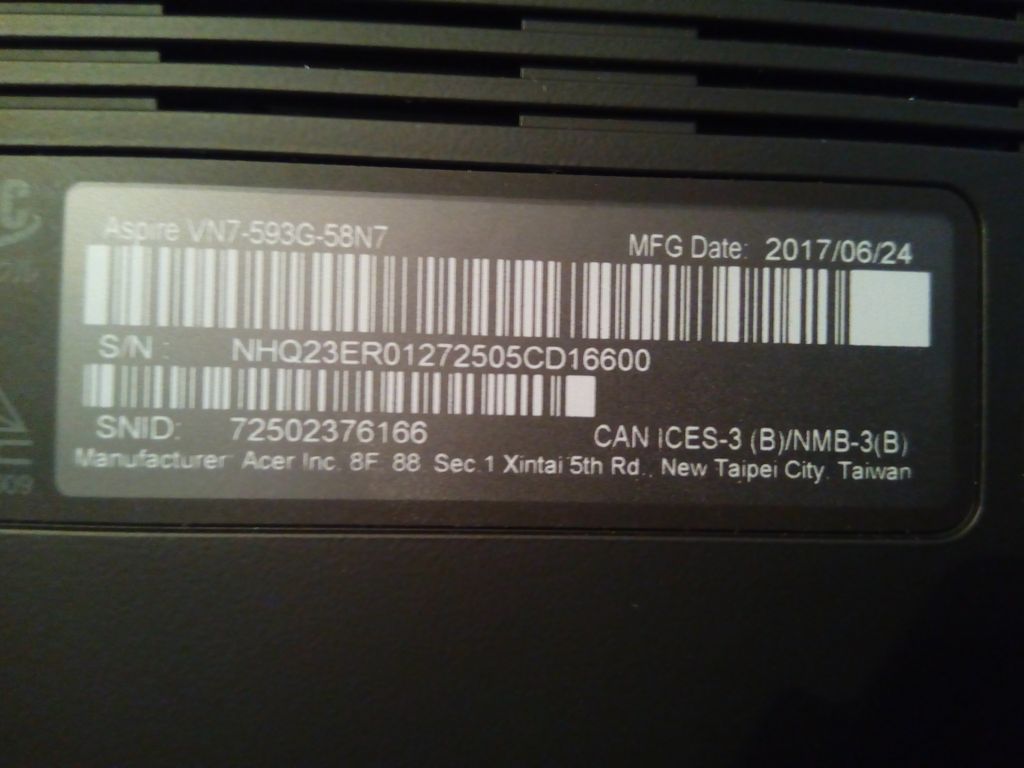 Aspire VN7-593G-58N7
MFG Date: 2017/06/24
S/N : NHQ23ER01272505CD16600
SNID: 72502376166
CAN ICES-3 (B)/NMB-3(B)
Manufacturer: Acer Inc. 8F. 88, Sec.1 Xintai 5th Rd., New Taipei City, Taiwan